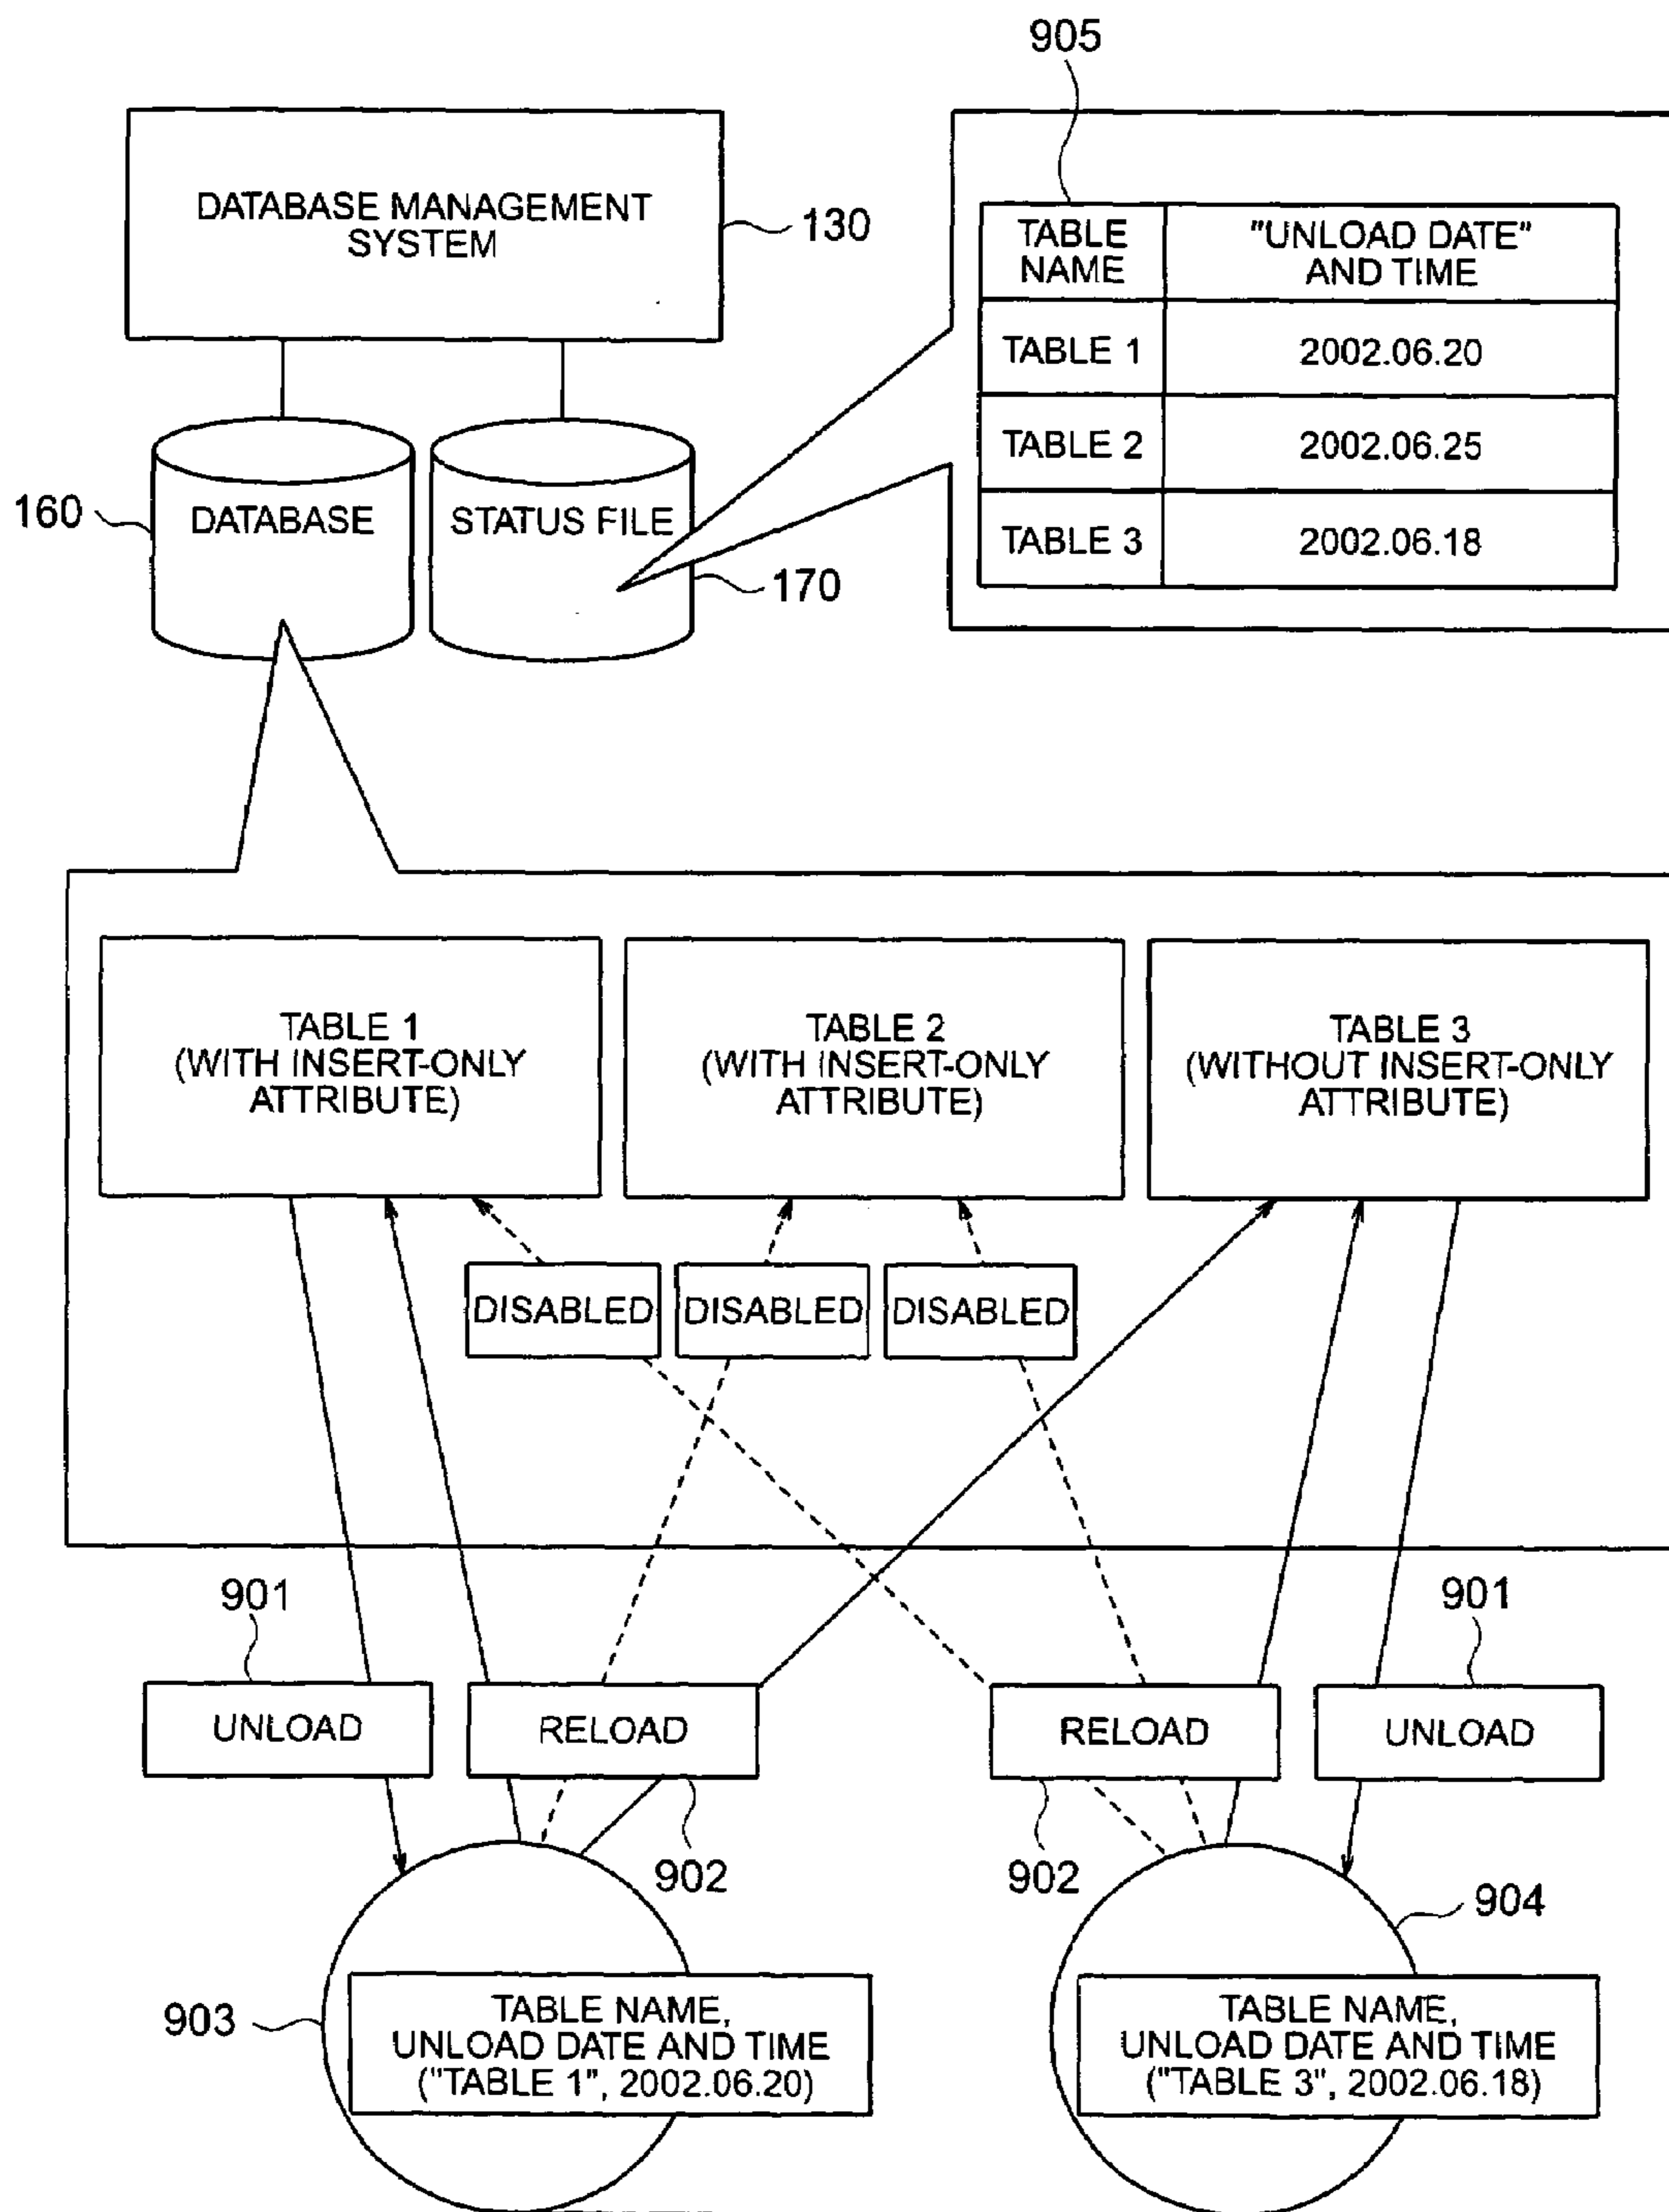 905
DATABASE MANAGEMENT
SYSTEM
130
TABLE
NAME
"UNLOAD DATE"
AND TIME
TABLE 1
2002.06.20
TABLE 2
2002.06.25
TABLE 3
2002.06.18
160
DATABASE
STATUS FILE
170
TABLE 1
(WITH INSERT-ONLY
ATTRIBUTE)
TABLE 2
(WITH INSERT-ONLY
ATTRIBUTE)
TABLE 3
(WITHOUT INSERT-ONLY
ATTRIBUTE)
DISABLED
DISABLED
DISABLED
901
901
UNLOAD
RELOAD
RELOAD
UNLOAD
902
902
903
904
TABLE NAME,
UNLOAD DATE AND TIME
("TABLE 1", 2002.06.20)
TABLE NAME,
UNLOAD DATE AND TIME
("TABLE 3", 2002.06.18)